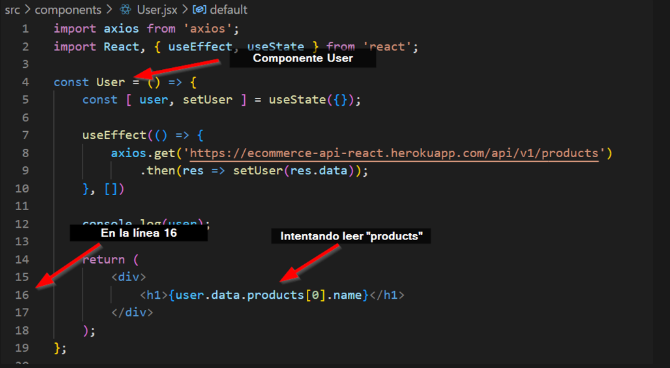 src > components > User.jsx > default
1 import axios from 'axios';
2 import React, { useEffect, useState } from 'react';
Componente User
3
4 const User = () => {
5 const [ user, setUser ] = useState({});
6
7 useEffect(() => {
8 axios.get('https://ecommerce-api-react.herokuapp.com/api/v1/products')
9 .then(res => setUser(res.data));
10 }, [])
11
12 console.log(user);
En la línea 16
Intentando leer "products"
13
14 return (
15 <div>
16 <h1>{user.data.products[0].name}</h1>
17 </div>
18 );
19 };